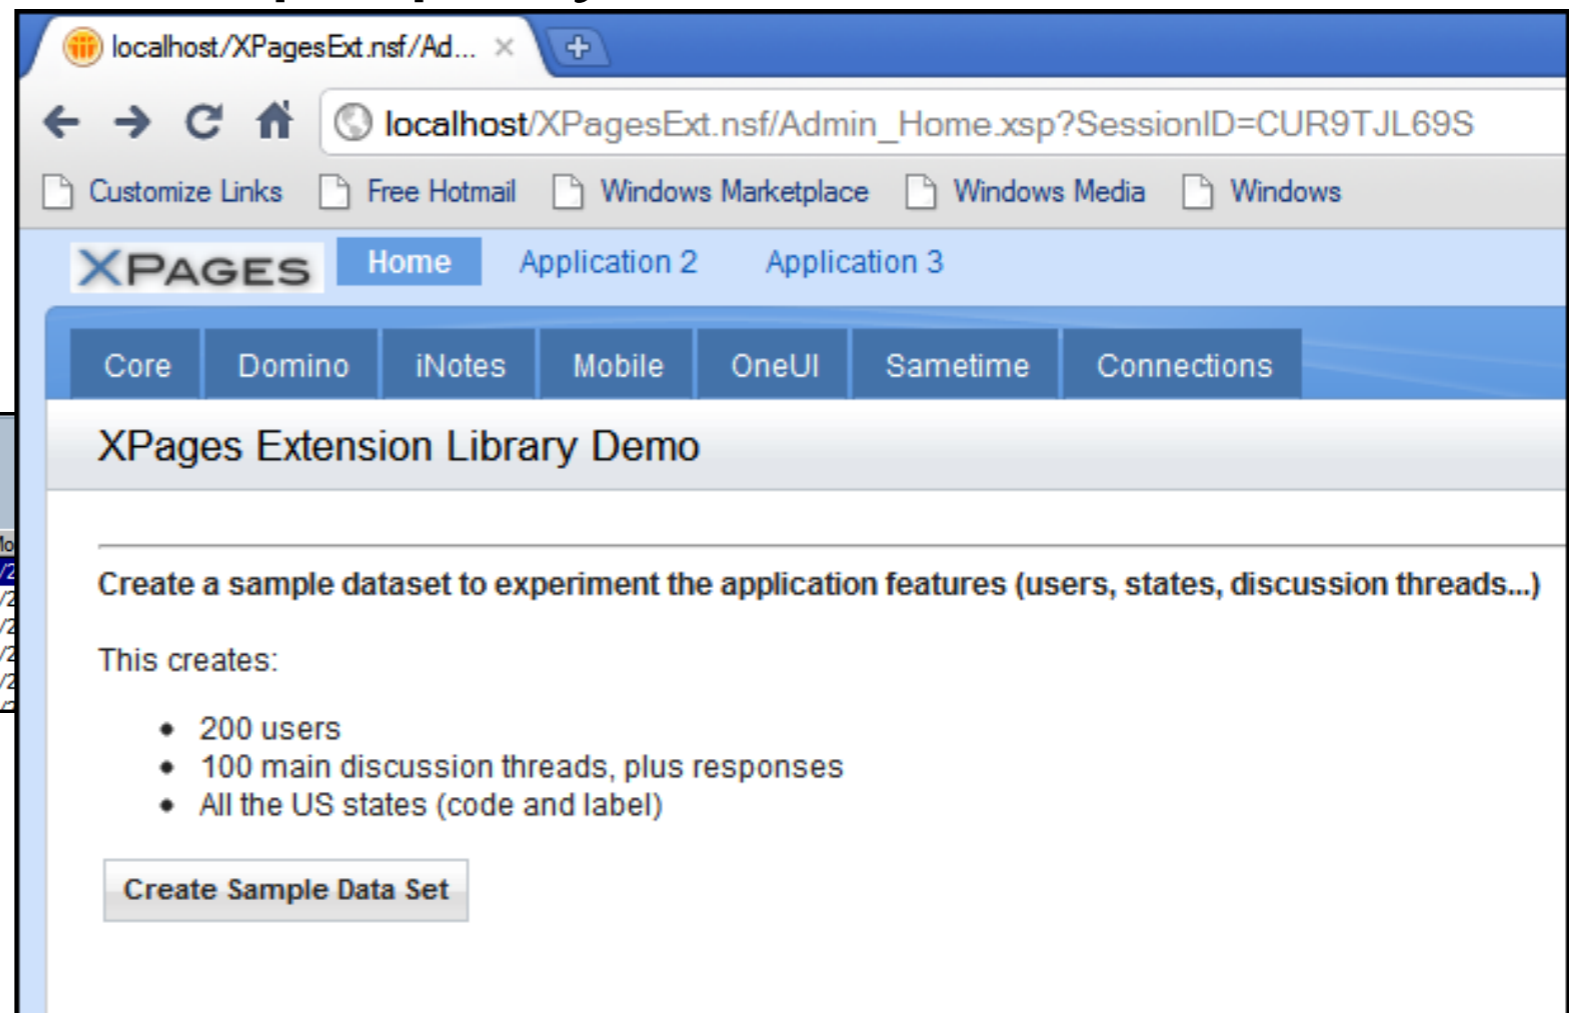 localhost/XPagesExt.nsf/Ad...
localhost/XPagesExt.nsf/Admin_Home.xsp?SessionID=CUR9TJL69S
Customize Links Free Hotmail Windows Marketplace Windows Media Windows
XPAGES Home Application 2 Application 3
Core Domino iNotes Mobile OneUI Sametime Connections
XPages Extension Library Demo
Create a sample dataset to experiment the application features (users, states, discussion threads...)
This creates:
• 200 users
• 100 main discussion threads, plus responses
• All the US states (code and label)
Create Sample Data Set